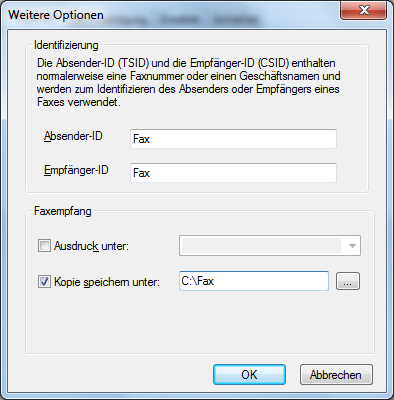 Weitere Optionen
Identifizierung
Die Absender-ID (TSID) und die Empfänger-ID (CSID) enthalten
normalerweise eine Faxnummer oder einen Geschäftsnamen und
werden zum Identifizieren des Absenders oder Empfängers eines
Faxes verwendet.
Absender-ID Fax
Empfänger-ID Fax
Faxempfang
Ausdruck unter:
Kopie speichern unter: C:\Fax ...
OK Abbrechen